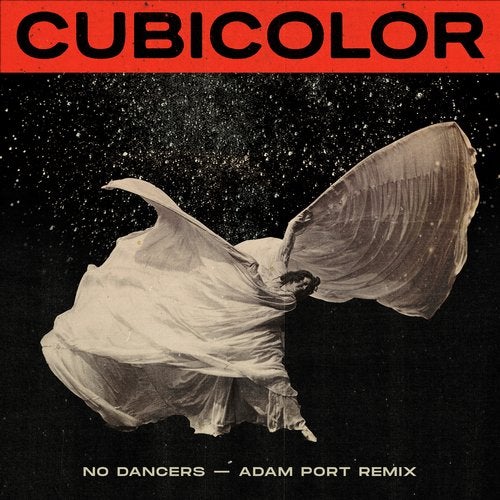 CUBICOLOR
NO DANCERS — ADAM PORT REMIX